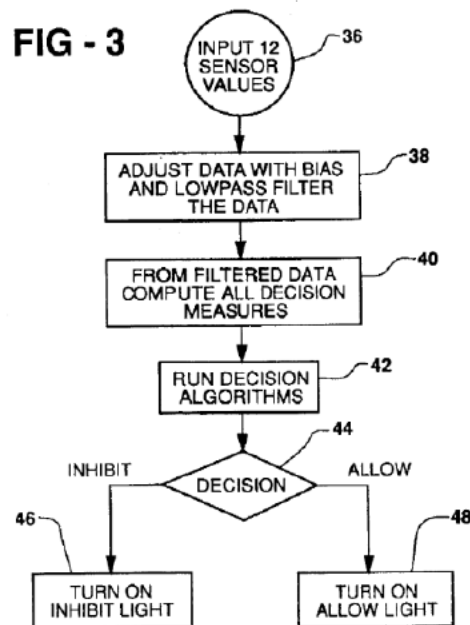 FIG - 3
INPUT 12
SENSOR
VALUES
36
ADJUST DATA WITH BIAS
AND LOWPASS FILTER
THE DATA
38
FROM FILTERED DATA
COMPUTE ALL DECISION
MEASURES
40
RUN DECISION
ALGORITHMS
42
44
INHIBIT
DECISION
ALLOW
46
TURN ON
INHIBIT LIGHT
48
TURN ON
ALLOW LIGHT